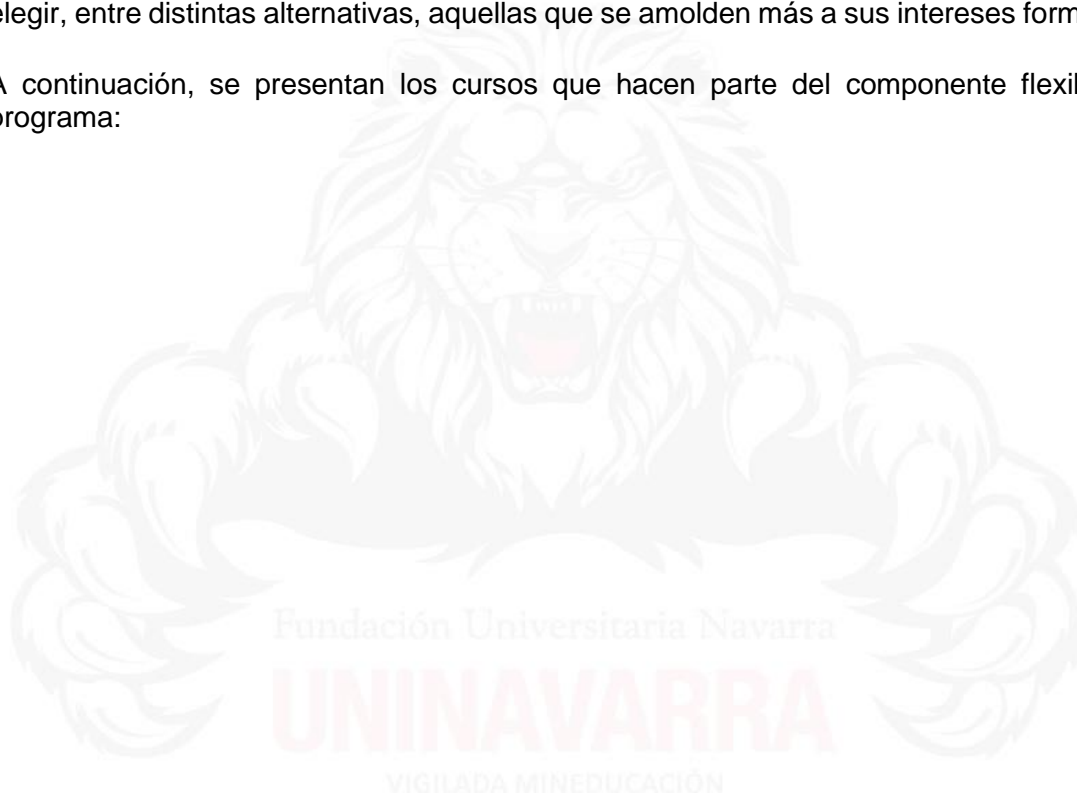 elegir, entre distintas alternativas, aquellas que se amolden más a sus intereses form
A continuación, se presentan los cursos que hacen parte del componente flexi
programa:
Fundación Universitaria Navarra
UNINAVARRA
VIGILADA MINEDUCACIÓN